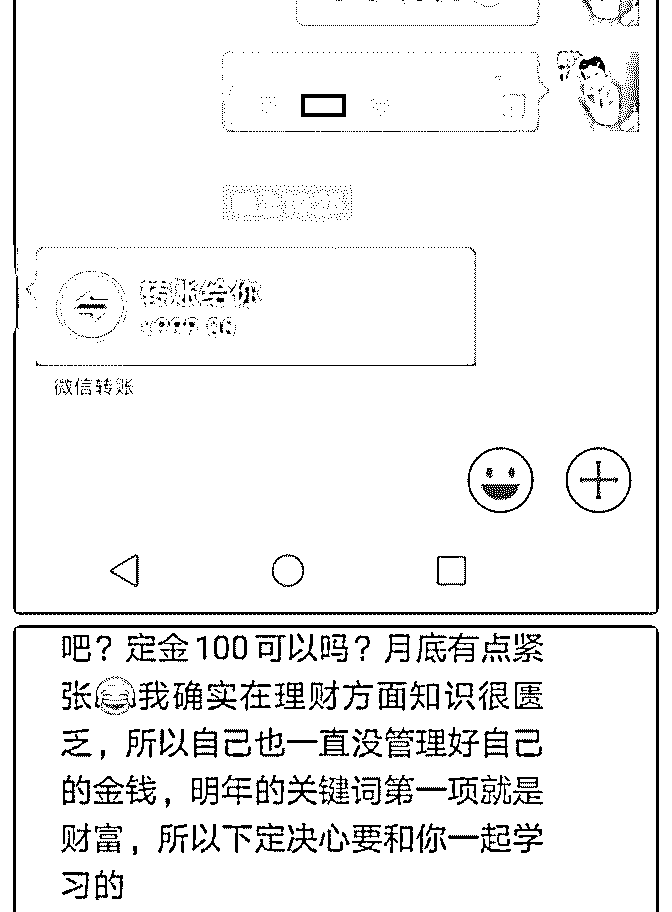 转账给你
微信转账
吧？定金100可以吗？月底有点紧
张我确实在理财方面知识很匮
乏，所以自己也一直没管理好自己
的金钱，明年的关键词第一项就是
财富，所以下定决心要和你一起学
习的